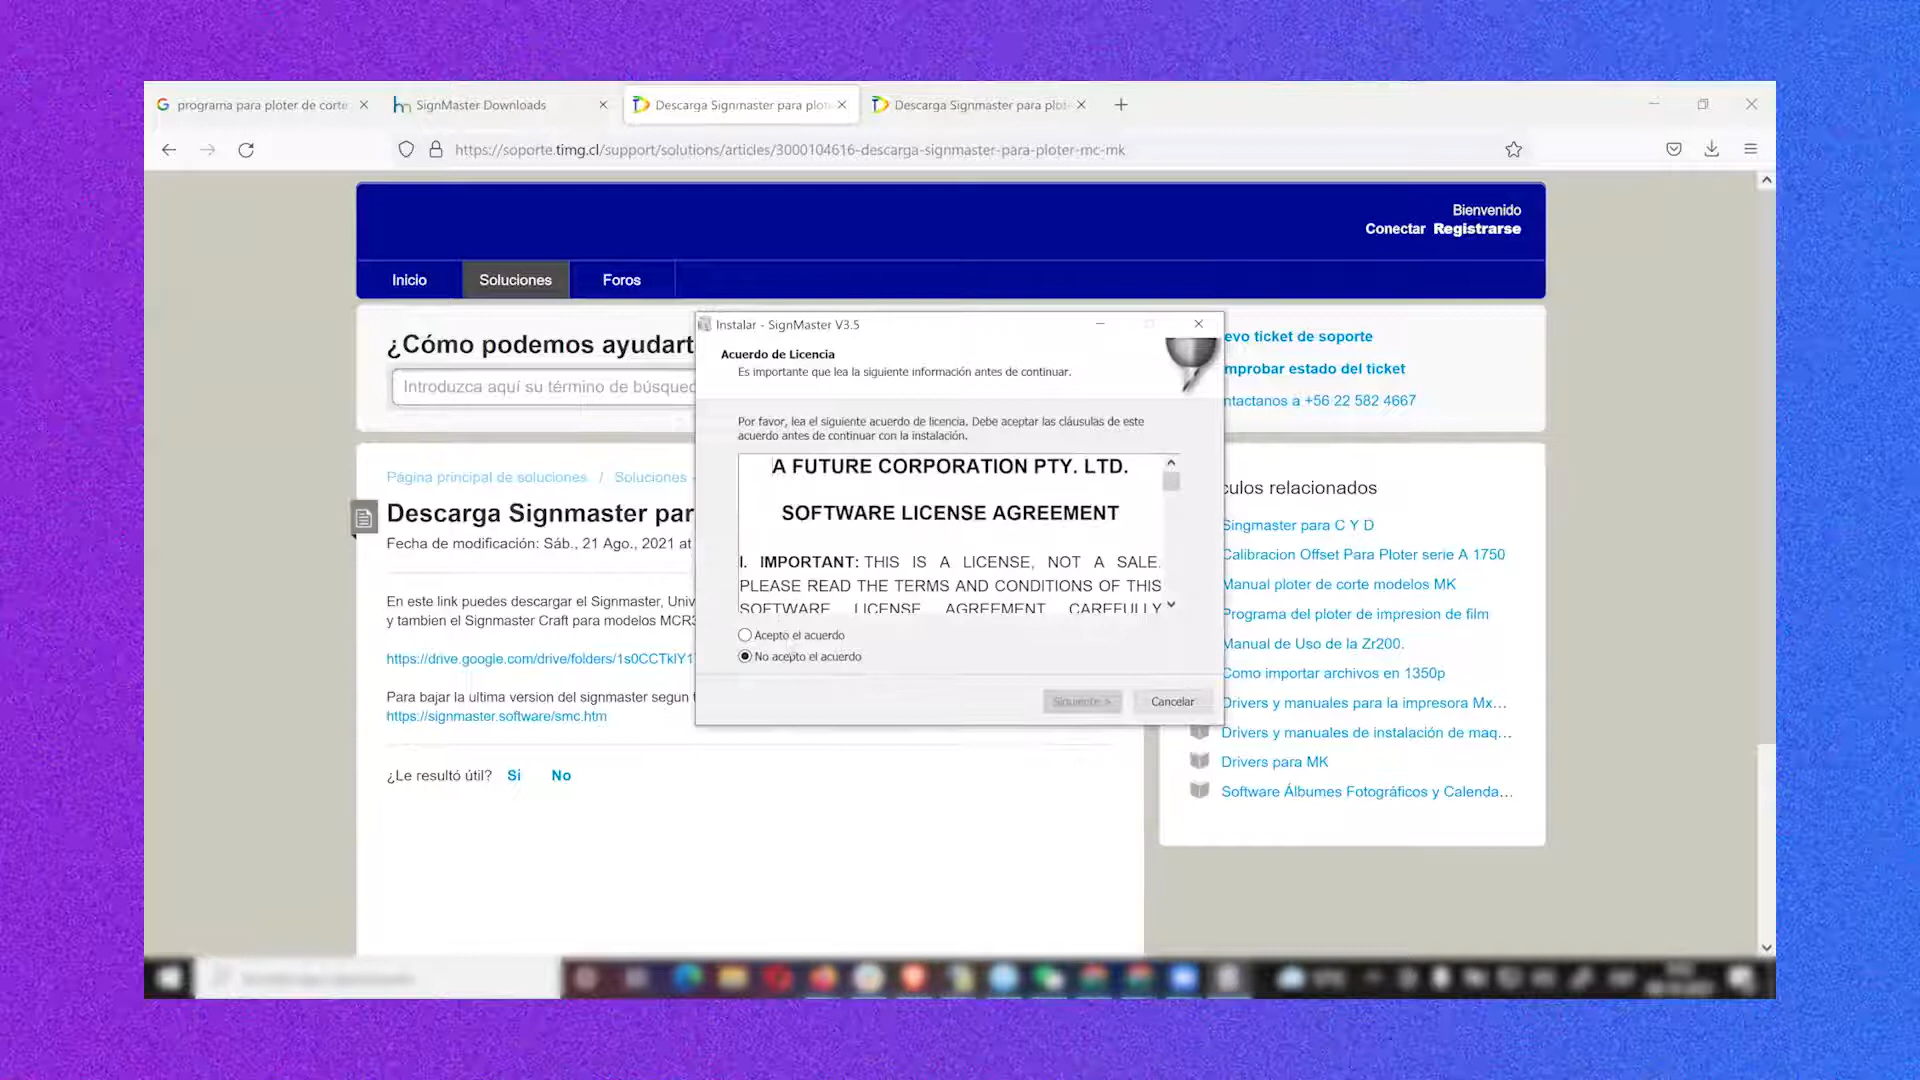 programa para ploter de corte
SignMaster Downloads
Descarga Signmaster para plot
Descarga Signmaster para plot
https://soporte.timg.cl/support/solutions/articles/3000104616-descarga-signmaster-para-ploter-mc-mk
Bienvenido
Conectar Registrarse
Inicio
Soluciones
Foros
¿Cómo podemos ayudart
Introduzca aquí su término de búsqued
evo ticket de soporte
mprobar estado del ticket
ntactanos a +56 22 582 4667
Página principal de soluciones / Soluciones
Descarga Signmaster par
Fecha de modificación: Sáb., 21 Ago., 2021 at
En este link puedes descargar el Signmaster, Univ
y tambien el Signmaster Craft para modelos MCR3
https://drive.google.com/drive/folders/1s0CCTkIY1
Para bajar la ultima version del signmaster segun t
https://signmaster.software/smc.htm
¿Le resultó útil? Sí No
Instalar - SignMaster V3.5
Acuerdo de Licencia
Es importante que lea la siguiente información antes de continuar.
Por favor, lea el siguiente acuerdo de licencia. Debe aceptar las cláusulas de este
acuerdo antes de continuar con la instalación.
A FUTURE CORPORATION PTY. LTD.
SOFTWARE LICENSE AGREEMENT
I. IMPORTANT: THIS IS A LICENSE, NOT A SALE.
PLEASE READ THE TERMS AND CONDITIONS OF THIS
SOFTWARE LICENSE AGREEMENT CAREFULLY
Acepto el acuerdo
No acepto el acuerdo
Siguiente >
Cancelar
culos relacionados
Singmaster para C Y D
Calibracion Offset Para Ploter serie A 1750
Manual ploter de corte modelos MK
Programa del ploter de impresion de film
Manual de Uso de la Zr200.
Como importar archivos en 1350p
Drivers y manuales para la impresora Mx...
Drivers y manuales de instalación de maq...
Drivers para MK
Software Álbumes Fotográficos y Calenda...